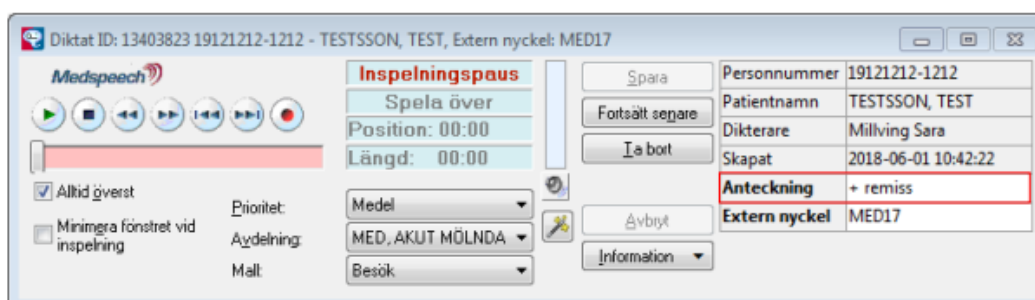 Diktat ID: 13403823 19121212-1212 - TESTSSON, TEST, Extern nyckel: MED17
Medspeech
Inspelningspaus
Spela över
Position: 00:00
Längd: 00:00
Alltid överst
Minimera fönstret vid
inspelning
Prioritet:
Medel
Avdelning:
MED, AKUT MÖLNDA
Mall:
Besök
Spara
Fortsätt senare
Ta bort
Avbryt
Information
Personnummer 19121212-1212
Patientnamn TESTSSON, TEST
Dikterare Millving Sara
Skapat 2018-06-01 10:42:22
Anteckning + remiss
Extern nyckel MED17